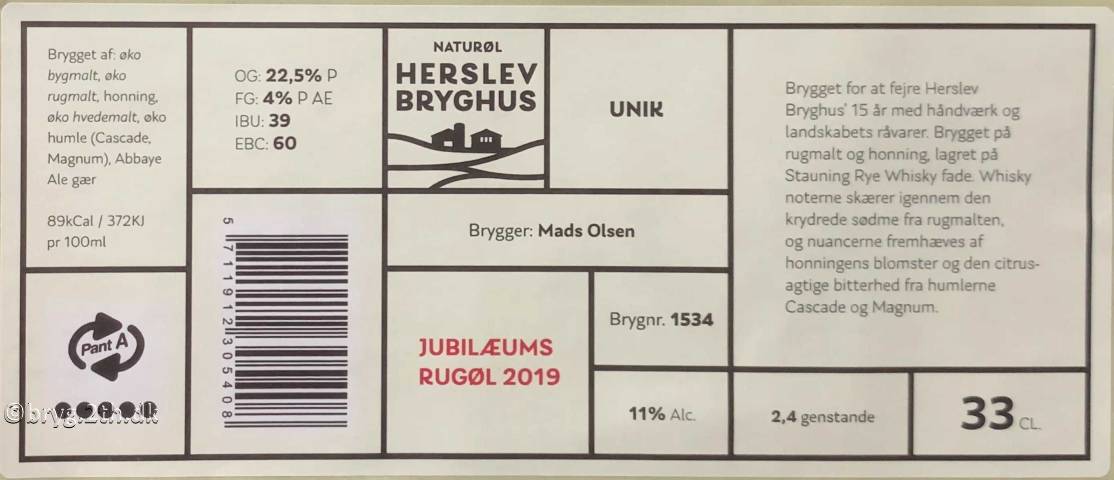 Brygget af: øko
bygmalt, øko
rugmalt, honning,
øko hvedemalt, øko
humle (Cascade,
Magnum), Abbaye
Ale gær
89kCal / 372KJ
pr 100ml
Pant A
©bryg.2th.dk
OG: 22,5% P
FG: 4% P AE
IBU: 39
EBC: 60
5711912305408
NATURØL
HERSLEV
BRYGHUS
UNIK
Brygger: Mads Olsen
JUBILÆUMS
RUGØL 2019
Brygnr. 1534
11% Alc.
Brygget for at fejre Herslev
Bryghus' 15 år med håndværk og
landskabets råvarer. Brygget på
rugmalt og honning, lagret på
Stauning Rye Whisky fade. Whisky
noterne skærer igennem den
krydrede sødme fra rugmalten,
og nuancerne fremhæves af
honningens blomster og den citrus-
agtige bitterhed fra humlerne
Cascade og Magnum.
2,4 genstande
33 CL.